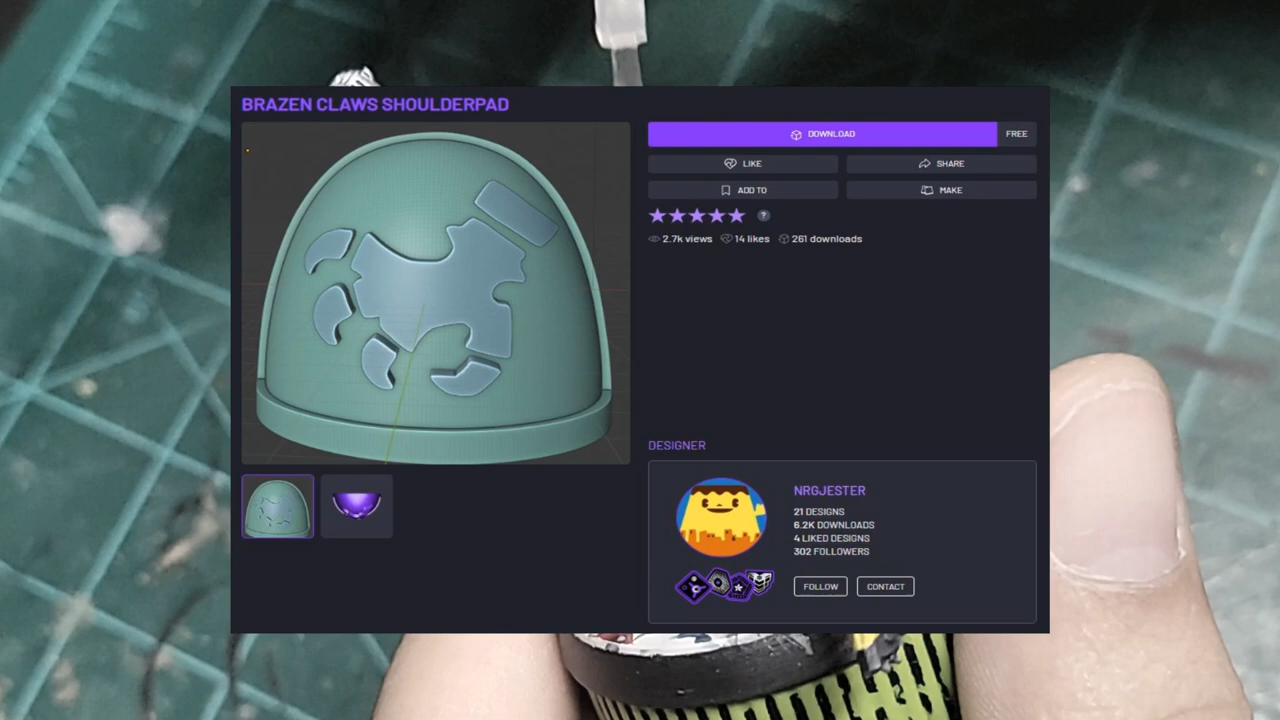 BRAZEN CLAWS SHOULDERPAD
DOWNLOAD
FREE
LIKE
SHARE
ADD TO
MAKE
?
2.7k views 14 likes 261 downloads
DESIGNER
NRGJESTER
21 DESIGNS
6.2K DOWNLOADS
4 LIKED DESIGNS
302 FOLLOWERS
FOLLOW
CONTACT